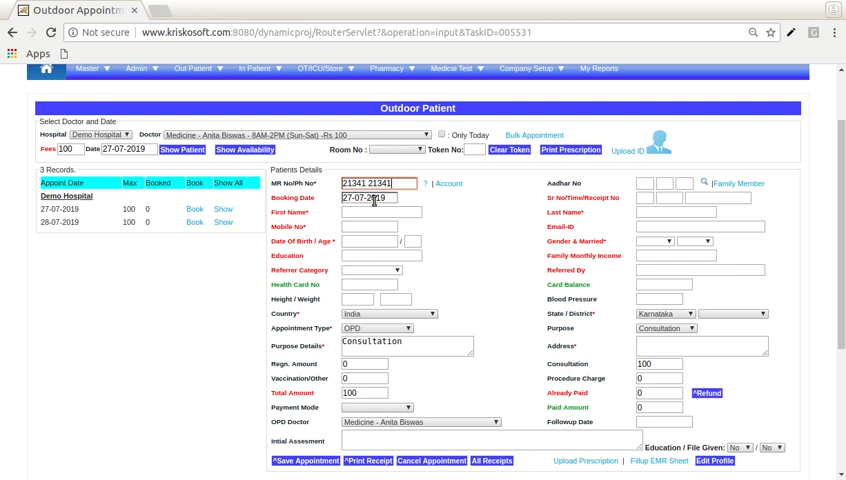 Outdoor Appointm ×
Not secure | www.kriskosoft.com:8080/dynamicproj/RouterServlet?&operation=input&TaskID=005531
Apps
Master ▼ Admin ▼ Out Patient ▼ In Patient ▼ OT/ICU/Store ▼ Pharmacy ▼ Medical Test ▼ Company Setup ▼ My Reports
Outdoor Patient
Select Doctor and Date
Hospital Demo Hospital Doctor Medicine - Anita Biswas - 8AM-2PM (Sun-Sat) -Rs 100 : Only Today Bulk Appointment
Fees 100 Date 27-07-2019 Show Patient Show Availability Room No : Token No: Clear Token Print Prescription Upload ID
3 Records.
Appoint Date Max Booked Book Show All
Demo Hospital
27-07-2019 100 0 Book Show
28-07-2019 100 0 Book Show
Patients Details
MR No/Ph No* 21341 21341 ? | Account Aadhar No |Family Member
Booking Date 27-07-2019 Sr No/Time/Receipt No
First Name* Last Name*
Mobile No* Email-ID
Date Of Birth / Age * / Gender & Married*
Education Family Monthly Income
Referrer Category Referred By
Health Card No Card Balance
Height / Weight Blood Pressure
Country* India State / District* Karnataka
Appointment Type* OPD Purpose Consultation
Purpose Details* Consultation Address*
Regn. Amount 0 Consultation 100
Vaccination/Other 0 Procedure Charge 0
Total Amount 100 Already Paid 0 ^Refund
Payment Mode Paid Amount 0
OPD Doctor Medicine - Anita Biswas Followup Date
Intial Assesment Education / File Given: No / No
^Save Appointment ^Print Receipt Cancel Appointment All Receipts Upload Prescription | Fillup EMR Sheet Edit Profile